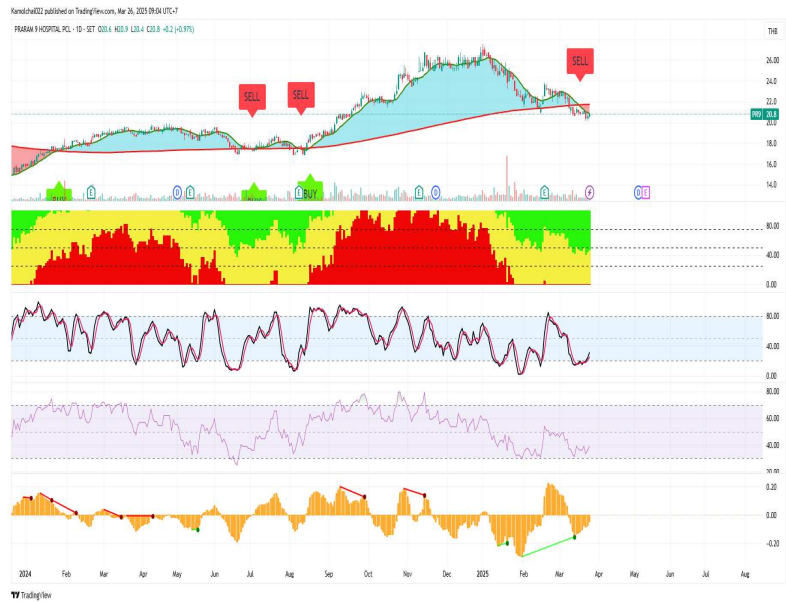 Kamolchai022 published on TradingView.com, Mar 26, 2025 09:04 UTC+7
PRARAM 9 HOSPITAL PCL · 1D · SET O20.6 H20.9 L20.4 C20.8 +0.2 (+0.97%)
THB
26.00
24.0
22.0
PR9 20.8
20.0
18.0
16.0
14.0
SELL
SELL
SELL
BUY
E
D
E
E
E
D
E
D
E
80.00
40.00
0.00
80.00
40.00
0.00
80.00
60.00
40.00
20.00
0.20
0.00
-0.20
2024 Feb Mar Apr May Jun Jul Aug Sep Oct Nov Dec 2025 Feb Mar Apr May Jun Jul Aug
TradingView